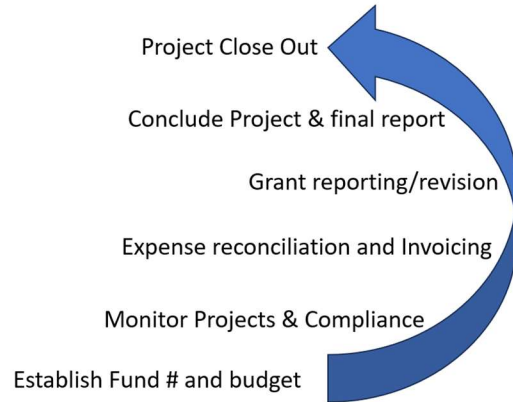 Project Close Out
Conclude Project & final report
Grant reporting/revision
Expense reconciliation and Invoicing
Monitor Projects & Compliance
Establish Fund # and budget